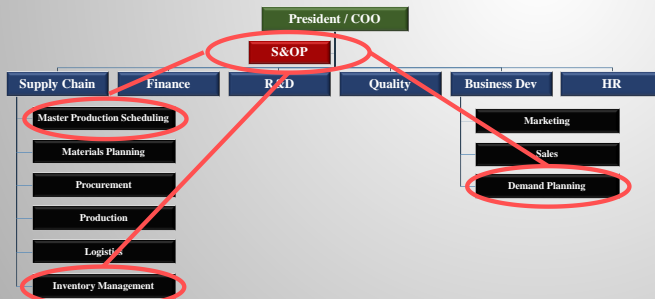 President / COO
S&OP
Supply Chain
Finance
R&D
Quality
Business Dev
HR
Master Production Scheduling
Materials Planning
Procurement
Production
Logistics
Inventory Management
Marketing
Sales
Demand Planning